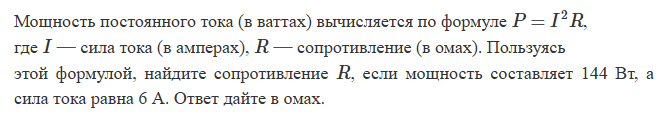 Мощность постоянного тока (в ваттах) вычисляется по формуле P = I²R,
где I — сила тока (в амперах), R — сопротивление (в омах). Пользуясь
этой формулой, найдите сопротивление R, если мощность составляет 144 Вт, а
сила тока равна 6 А. Ответ дайте в омах.